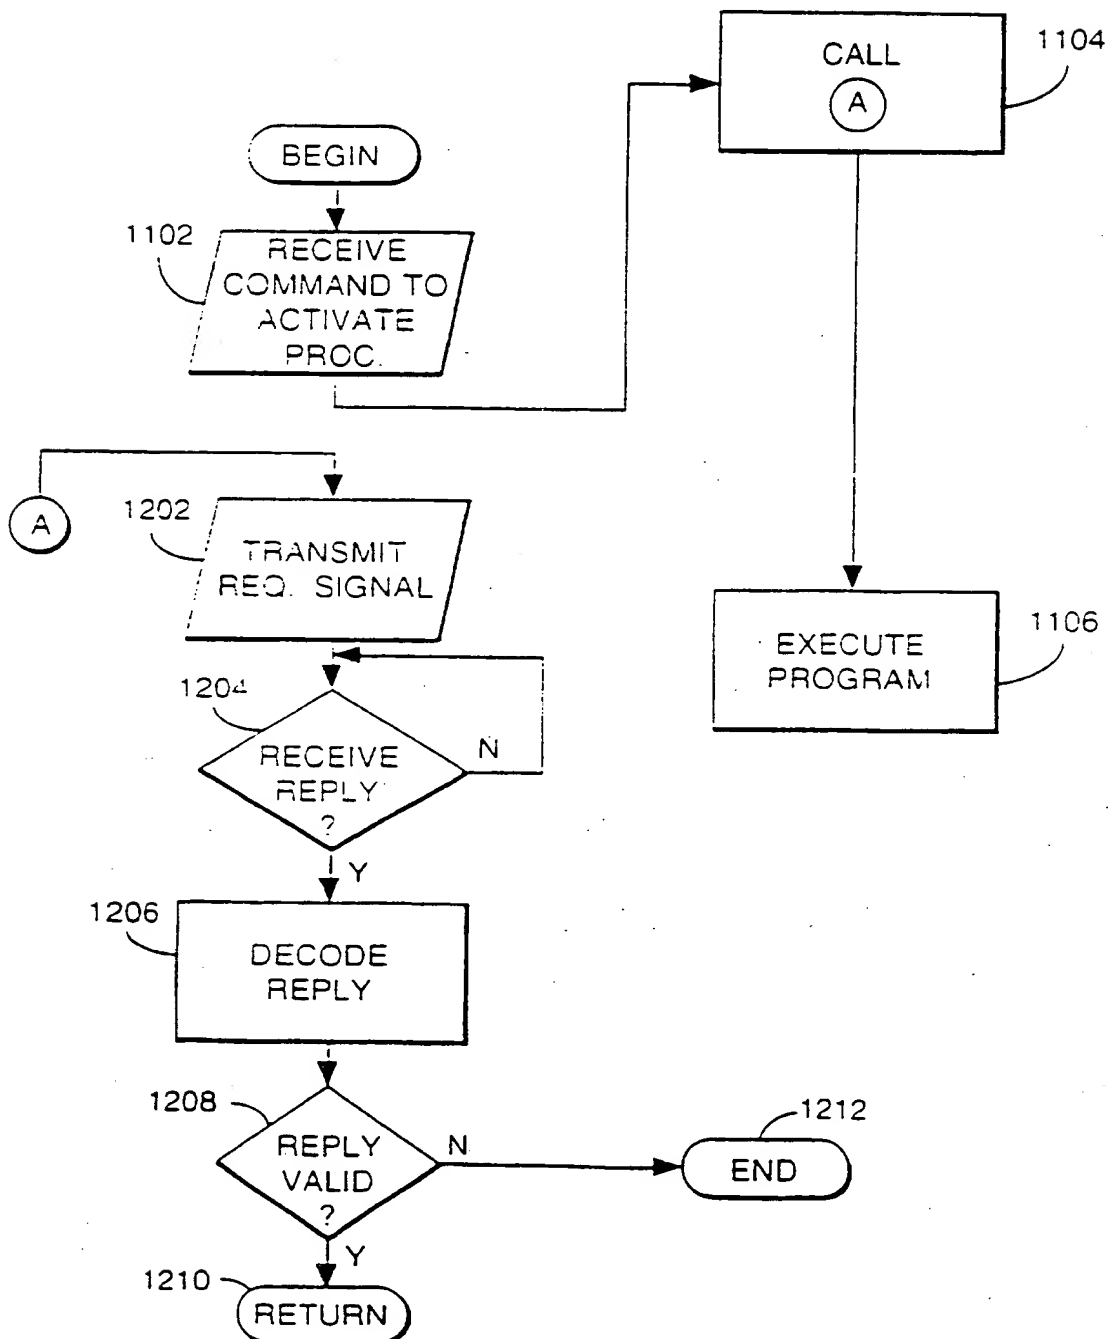 CALL
A
1104
BEGIN
1102
RECEIVE
COMMAND TO
ACTIVATE
PROC.
A
1202
TRANSMIT
REQ. SIGNAL
EXECUTE
PROGRAM
1106
1204
RECEIVE
REPLY
?
N
Y
1206
DECODE
REPLY
1208
REPLY
VALID
?
N
1212
END
Y
1210
RETURN